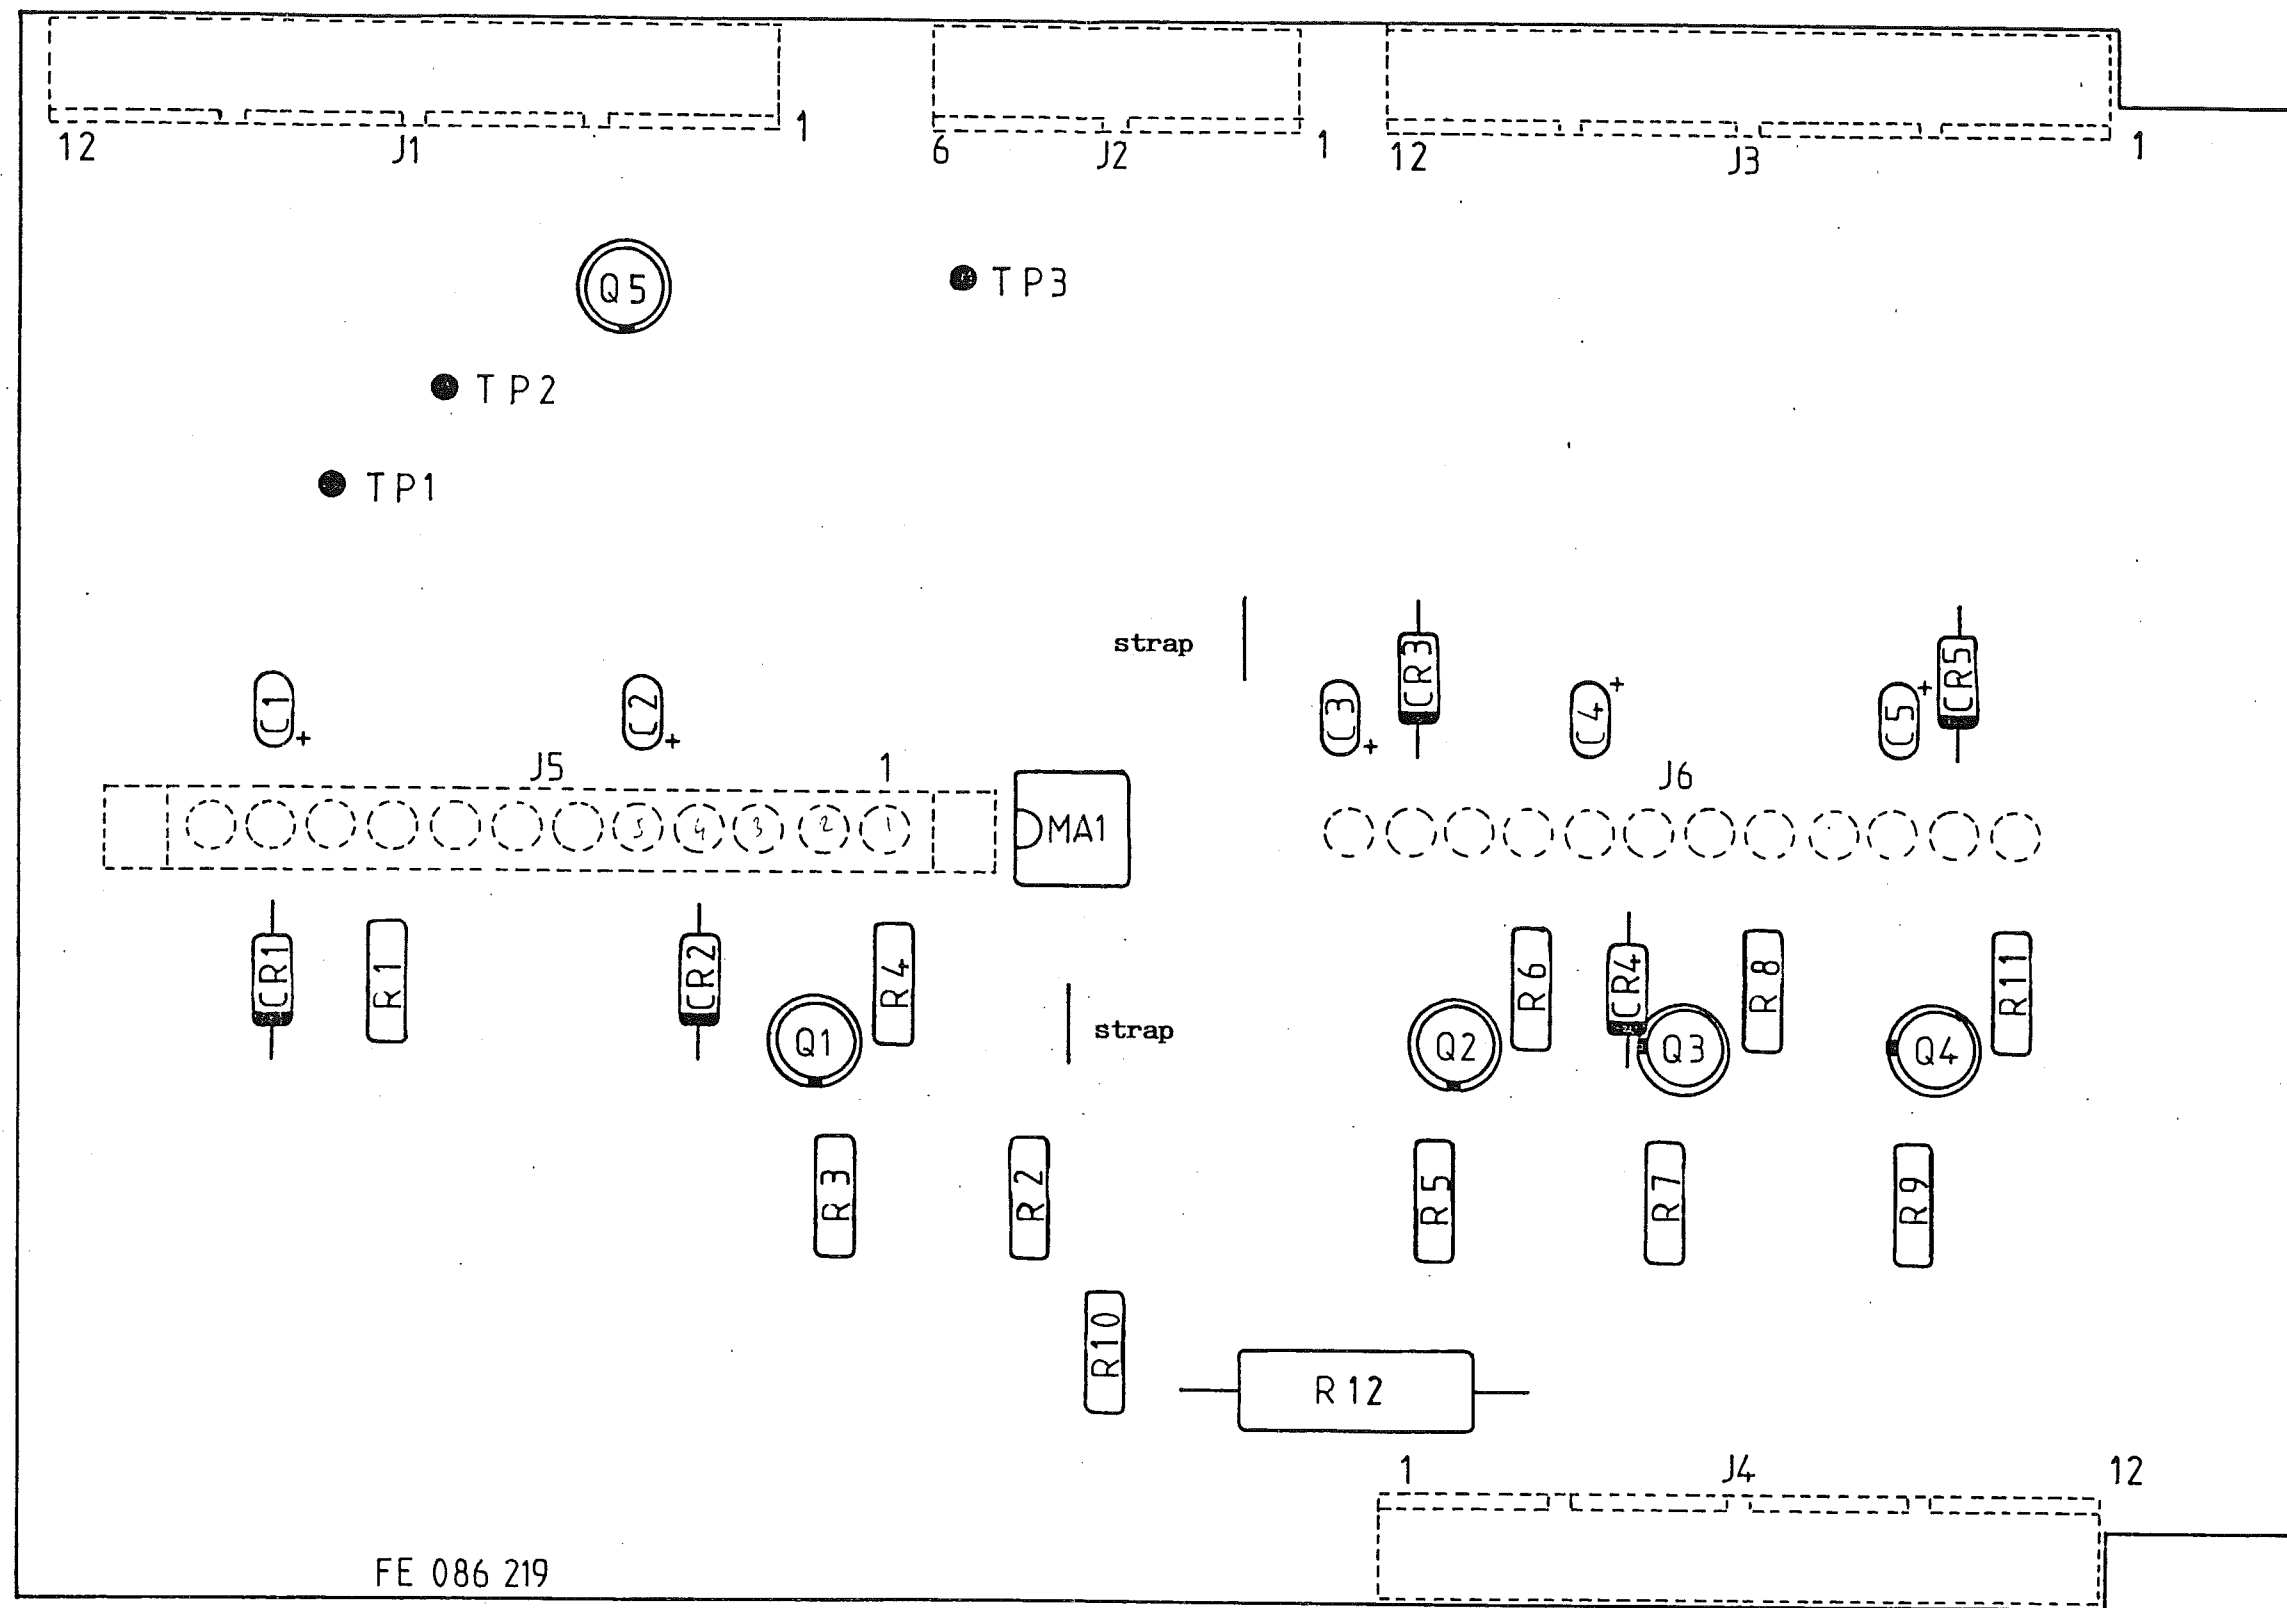 12 J1 1 6 J2 1 12 J3 1
Q5
TP3
TP2
TP1
strap
CR3
CR5
C1 +
C2 +
C3 +
C4 +
C5 +
J5 1
J6
5 4 3 2 1
MA1
CR1
R1
CR2
R4
Q1
strap
R6
CR4
R8
R11
Q2
Q3
Q4
R3
R2
R5
R7
R9
R10
R12
1 J4 12
FE 086 219